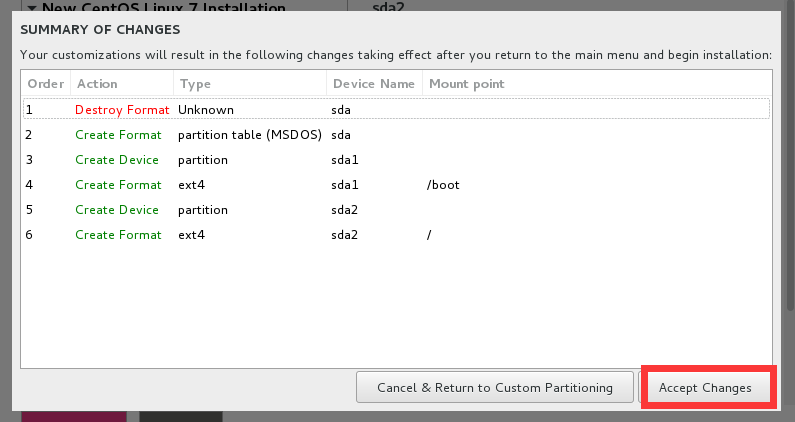 New CentOS Linux 7 Installation sda2
SUMMARY OF CHANGES
Your customizations will result in the following changes taking effect after you return to the main menu and begin installation:
Order Action Type Device Name Mount point
1 Destroy Format Unknown sda
2 Create Format partition table (MSDOS) sda
3 Create Device partition sda1
4 Create Format ext4 sda1 /boot
5 Create Device partition sda2
6 Create Format ext4 sda2 /
Cancel & Return to Custom Partitioning Accept Changes